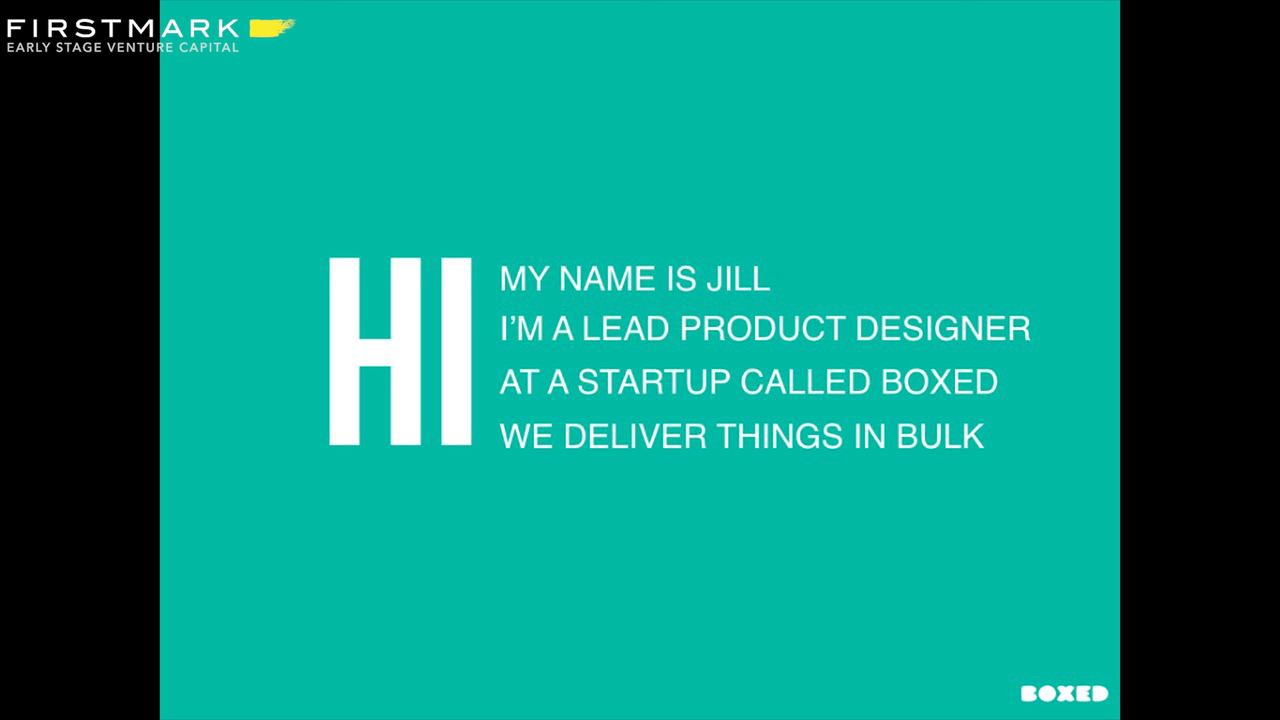 FIRSTMARK
EARLY STAGE VENTURE CAPITAL
HI
MY NAME IS JILL
I'M A LEAD PRODUCT DESIGNER
AT A STARTUP CALLED BOXED
WE DELIVER THINGS IN BULK
BOXED